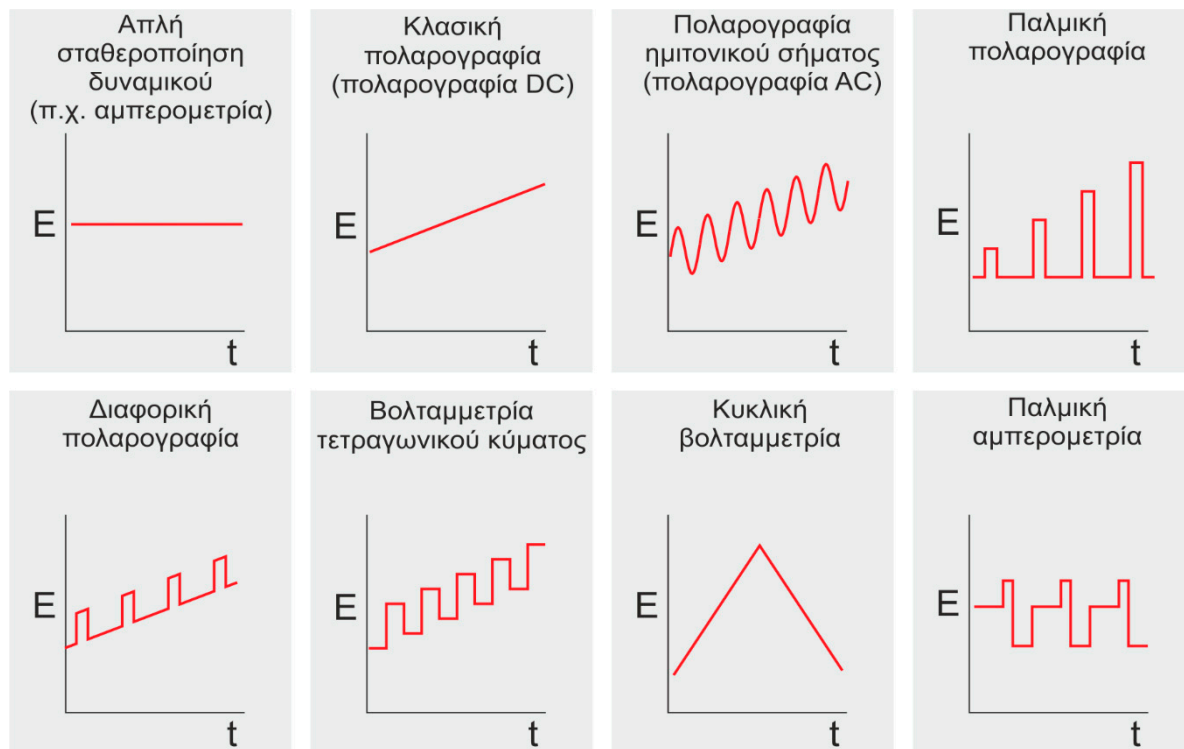 Απλή
σταθεροποίηση
δυναμικού
(π.χ. αμπερομετρία)
E
t
Κλασική
πολαρογραφία
(πολαρογραφία DC)
E
t
Πολαρογραφία
ημιτονικού σήματος
(πολαρογραφία AC)
E
t
Παλμική
πολαρογραφία
E
t
Διαφορική
πολαρογραφία
E
t
Βολταμμετρία
τετραγωνικού κύματος
E
t
Κυκλική
βολταμμετρία
E
t
Παλμική
αμπερομετρία
E
t